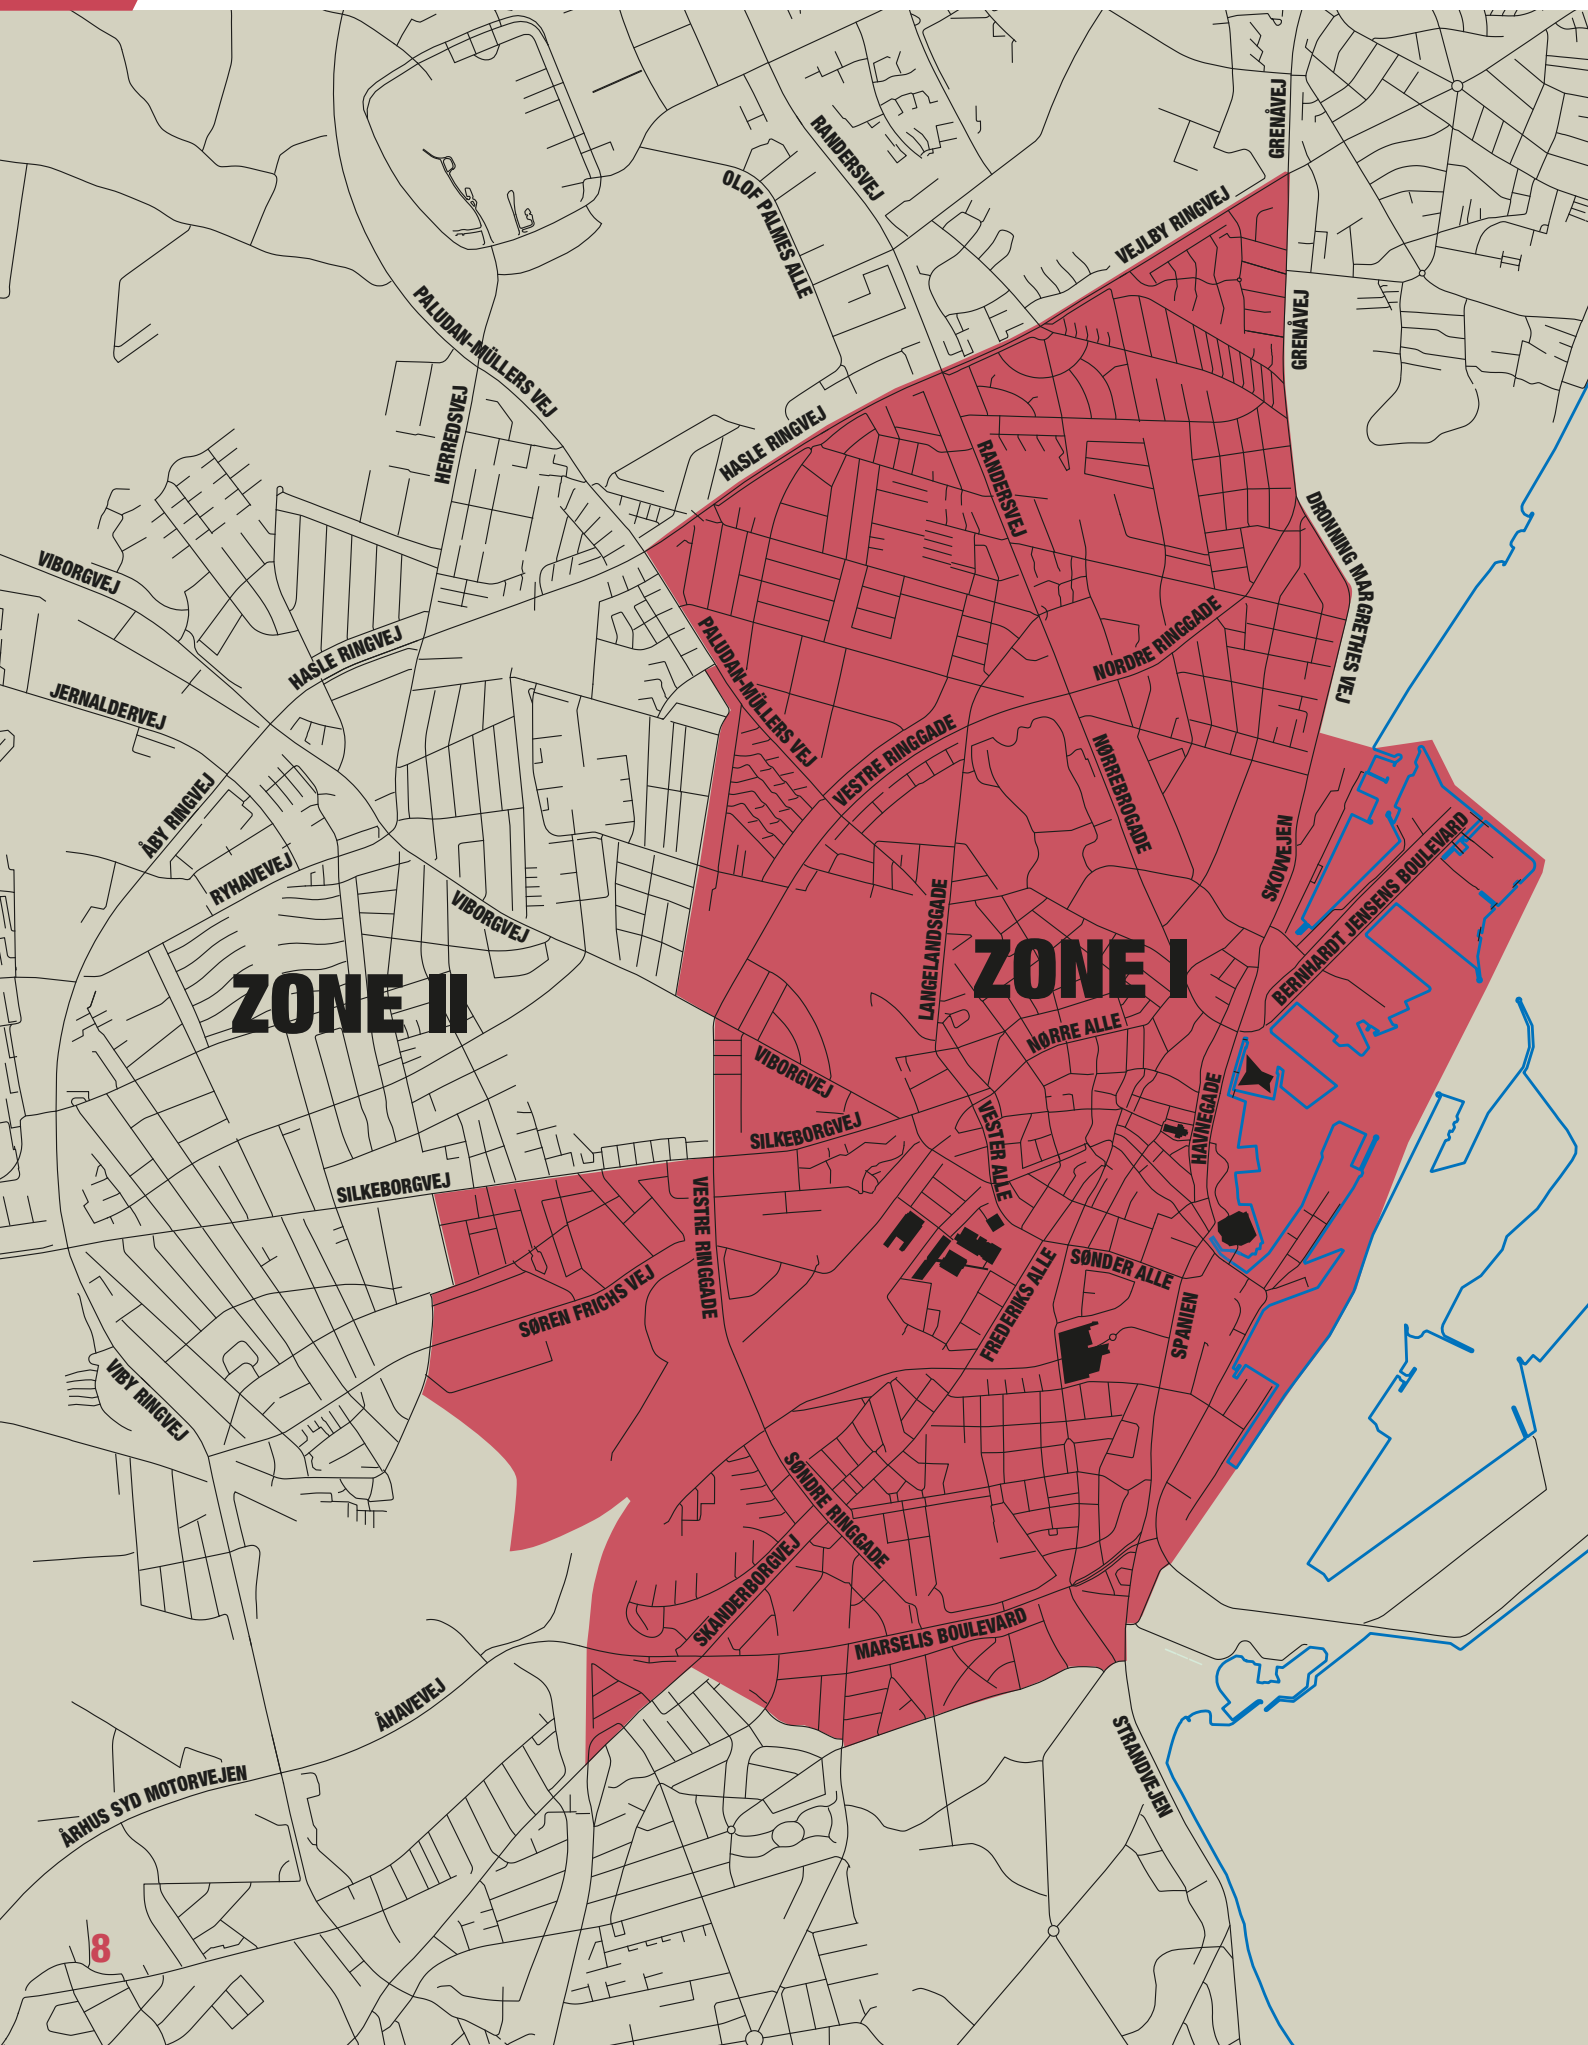 GRENÅVEJ
RANDERSVEJ
OLOF PALMES ALLE
VEJLBY RINGVEJ
GRENÅVEJ
PALUDAN-MÜLLERS VEJ
HERREDSVEJ
HASLE RINGVEJ
RANDERSVEJ
DRONNING MARGRETHES VEJ
VIBORGVEJ
HASLE RINGVEJ
PALUDAN-MÜLLERS VEJ
NORDRE RINGGADE
JERNALDERVEJ
VESTRE RINGGADE
NØRREBROGADE
ÅBY RINGVEJ
SKOWEJEN
BERNHARDT JENSENS BOULEVARD
RYHAVEVEJ
VIBORGVEJ
LANGELANDSGADE
ZONE I
ZONE II
NØRRE ALLE
VIBORGVEJ
HAVNEGADE
SILKEBORGVEJ
VESTER ALLE
SILKEBORGVEJ
VESTRE RINGGADE
SØNDER ALLE
SØREN FRICHS VEJ
FREDERIKS ALLE
SPANIEN
VIBY RINGVEJ
SØNDRE RINGGADE
SKANDERBORGVEJ
MARSELIS BOULEVARD
ÅHAVEVEJ
STRANDVEJEN
ÅRHUS SYD MOTORVEJEN
8